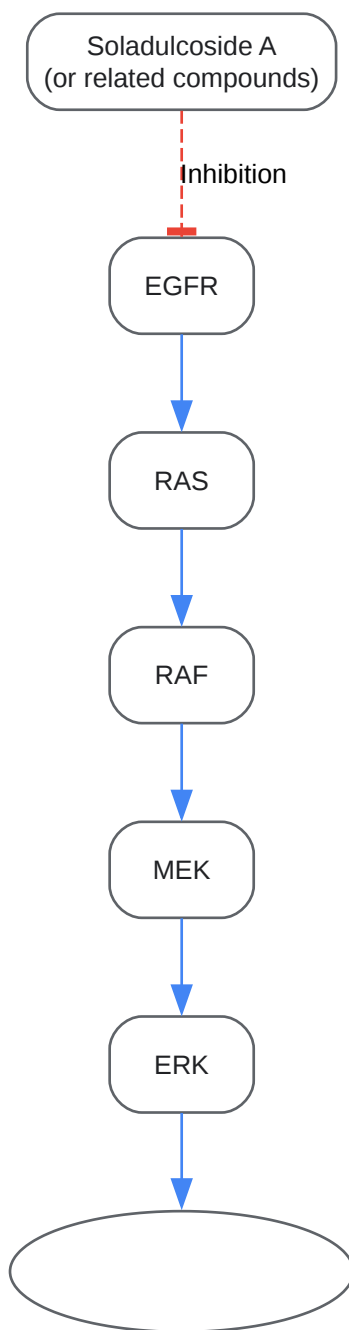 Soladulcoside A
(or related compounds)
Inhibition
EGFR
RAS
RAF
MEK
ERK